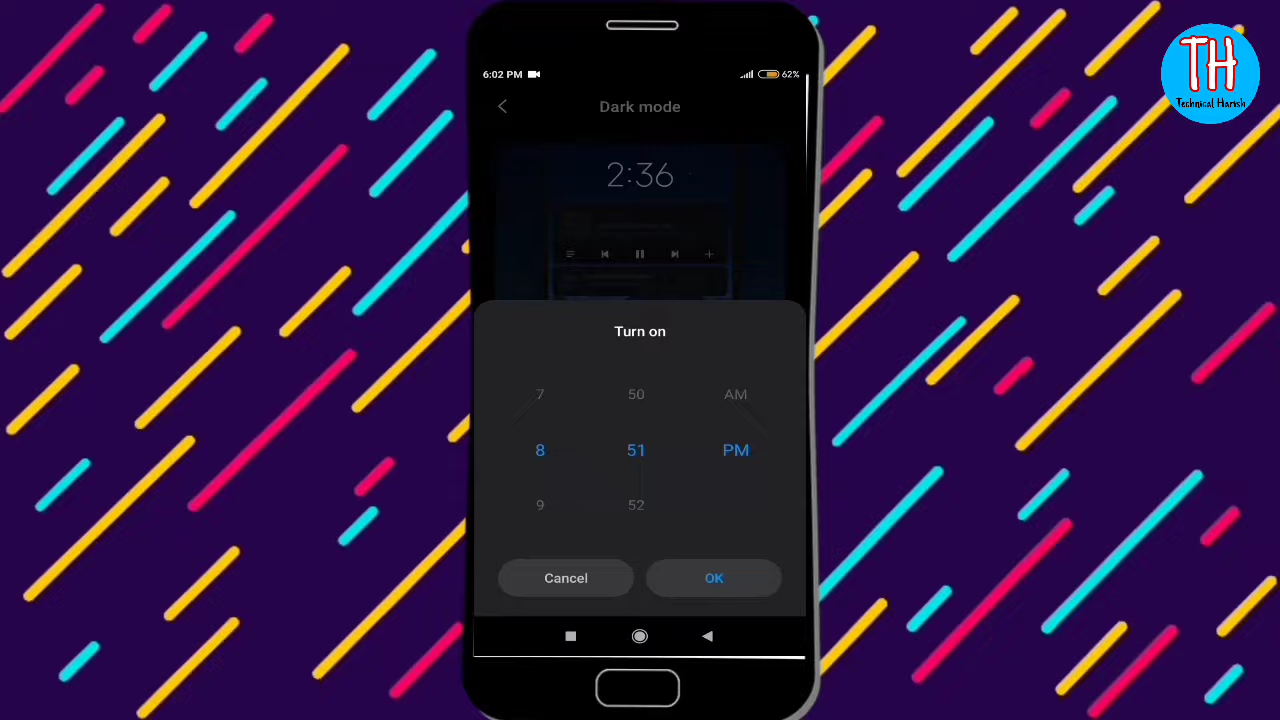 TH
Technical Harish
6:02 PM 62%
Dark mode
2:36
Turn on
7 50 AM
8 51 PM
9 52
Cancel OK